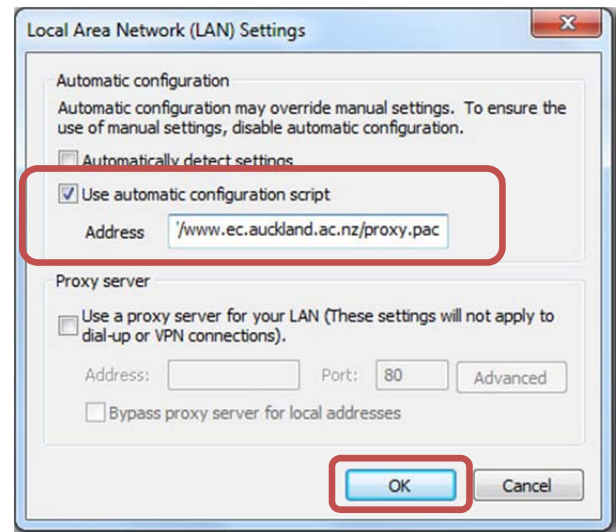 Local Area Network (LAN) Settings
Automatic configuration
Automatic configuration may override manual settings. To ensure the
use of manual settings, disable automatic configuration.
Automatically detect settings
Use automatic configuration script
Address /www.ec.auckland.ac.nz/proxy.pac
Proxy server
Use a proxy server for your LAN (These settings will not apply to
dial-up or VPN connections).
Address: Port: 80 Advanced
Bypass proxy server for local addresses
OK Cancel